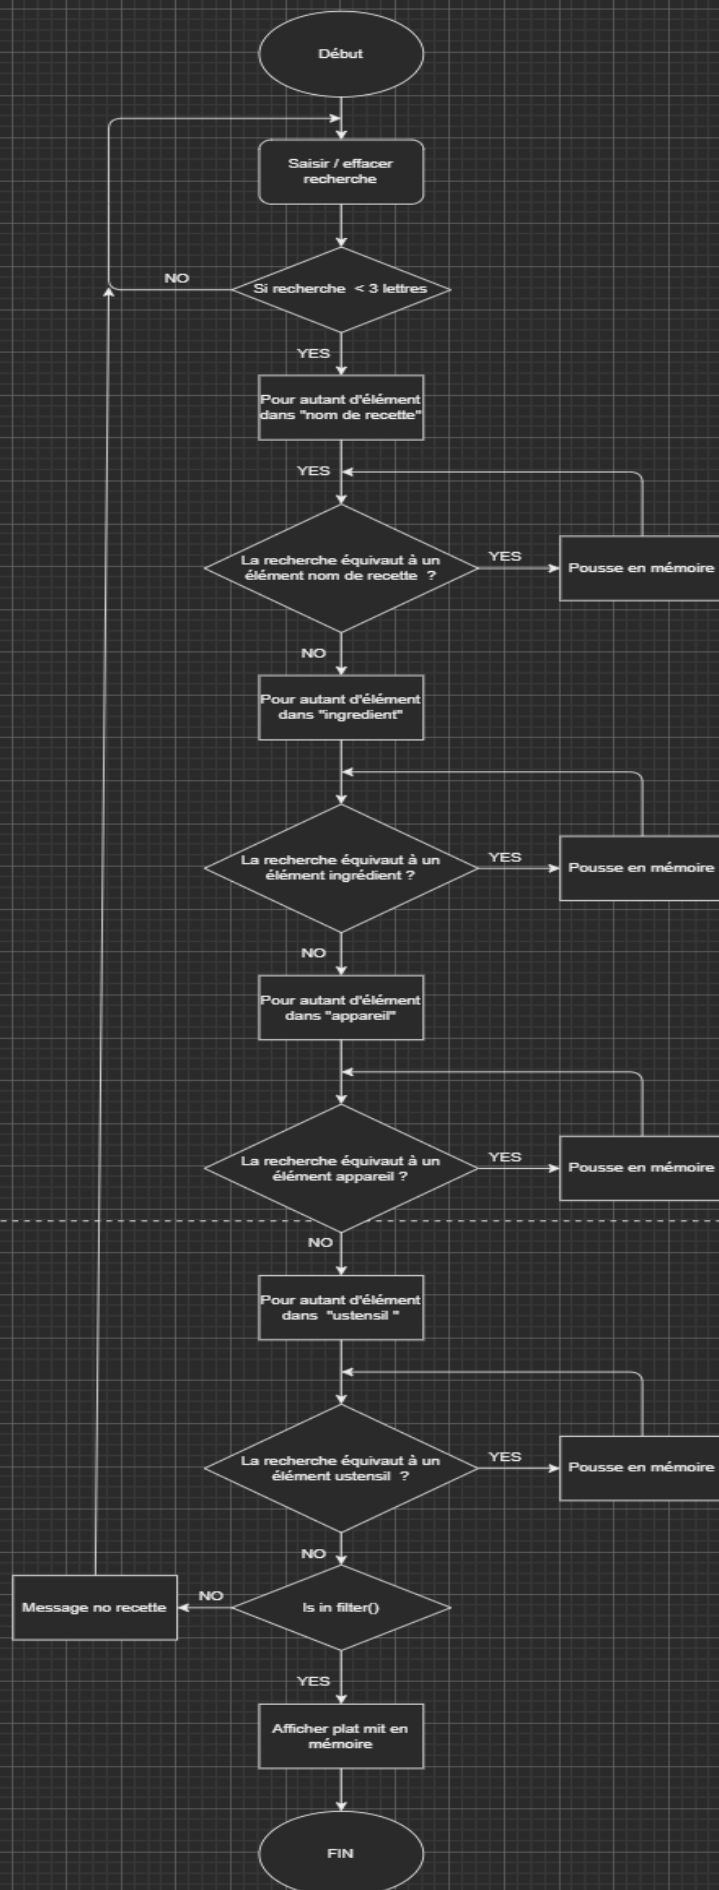 Début
Saisir / effacer
recherche
NO
Si recherche < 3 lettres
YES
Pour autant d'élément
dans "nom de recette"
YES
La recherche équivaut à un
élément nom de recette ?
YES
Pousse en mémoire
NO
Pour autant d'élément
dans "ingredient"
La recherche équivaut à un
élément ingrédient ?
YES
Pousse en mémoire
NO
Pour autant d'élément
dans "appareil"
La recherche équivaut à un
élément appareil ?
YES
Pousse en mémoire
NO
Pour autant d'élément
dans "ustensil "
La recherche équivaut à un
élément ustensil ?
YES
Pousse en mémoire
NO
Message no recette
NO
Is in filter()
YES
Afficher plat mit en
mémoire
FIN